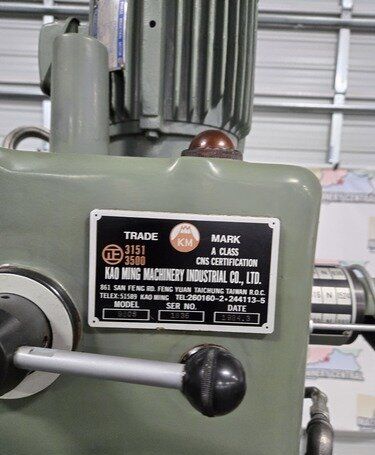 TRADE KM MARK
正 3151 3500 A CLASS CNS CERTIFICATION
KAO MING MACHINERY INDUSTRIAL CO., LTD.
861 SAN FENG RD. FENG YUAN TAICHUNG TAIWAN R.O.C.
TELEX:51589 KAO MING TEL:260160-2•244113-5
MODEL SER NO. DATE